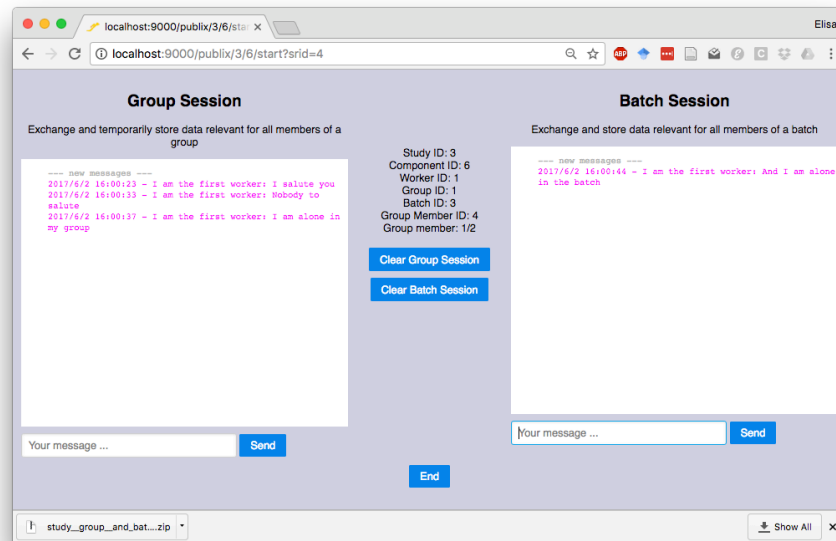 localhost:9000/publix/3/6/sta
Elisa
localhost:9000/publix/3/6/start?srid=4
ABP
Group Session
Exchange and temporarily store data relevant for all members of a
group
--- new messages ---
2017/6/2 16:00:23 - I am the first worker: I salute you
2017/6/2 16:00:33 - I am the first worker: Nobody to
salute
2017/6/2 16:00:37 - I am the first worker: I am alone in
my group
Your message ...
Send
Study ID: 3
Component ID: 6
Worker ID: 1
Group ID: 1
Batch ID: 3
Group Member ID: 4
Group member: 1/2
Clear Group Session
Clear Batch Session
End
Batch Session
Exchange and store data relevant for all members of a batch
--- new messages ---
2017/6/2 16:00:44 - I am the first worker: And I am alone
in the batch
Your message ...
Send
study_group_and_bat....zip
Show All